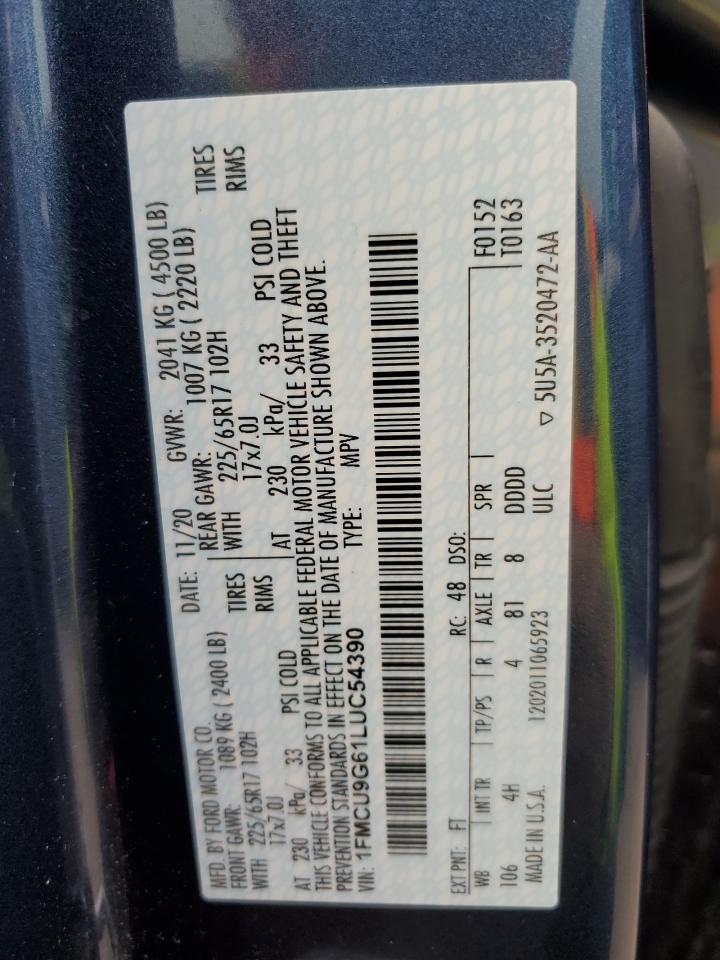 MFD. BY FORD MOTOR CO. DATE: 11/20 GVWR: 2041 KG ( 4500 LB)
FRONT GAWR: 1089 KG ( 2400 LB) REAR GAWR: 1007 KG ( 2220 LB)
WITH 225/65R17 102H TIRES WITH 225/65R17 102H TIRES
17x7.0J RIMS 17x7.0J RIMS
AT 230 kPa/ 33 PSI COLD AT 230 kPa/ 33 PSI COLD
THIS VEHICLE CONFORMS TO ALL APPLICABLE FEDERAL MOTOR VEHICLE SAFETY AND THEFT
PREVENTION STANDARDS IN EFFECT ON THE DATE OF MANUFACTURE SHOWN ABOVE.
VIN: 1FMCU9G61LUC54390 TYPE: MPV
EXT PNT: FT RC: 48 DSO: F0152
WB INT TR TP/PS R AXLE TR SPR T0163
106 4H 4 81 8 DDDD
MADE IN U.S.A. 1202011065923 ULC ▽ 5U5A-3520472-AA